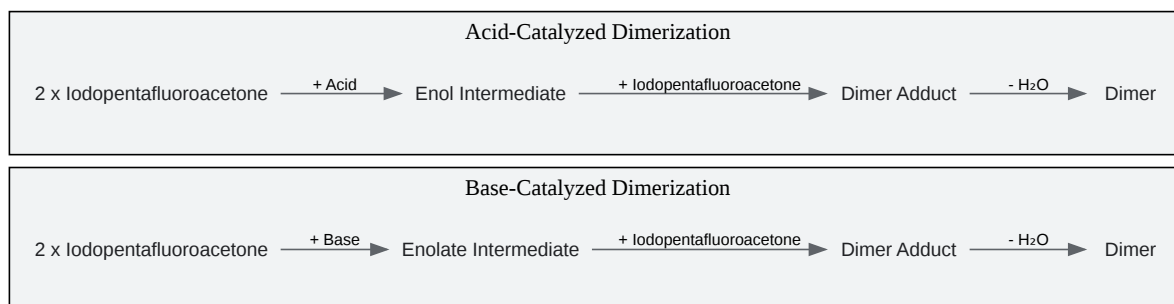 Acid-Catalyzed Dimerization
2 x Iodopentafluoroacetone + Acid Enol Intermediate + Iodopentafluoroacetone Dimer Adduct - H₂O Dimer
Base-Catalyzed Dimerization
2 x Iodopentafluoroacetone + Base Enolate Intermediate + Iodopentafluoroacetone Dimer Adduct - H₂O Dimer